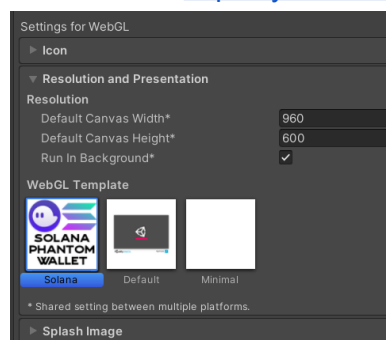 Settings for WebGL
Icon
Resolution and Presentation
Resolution
Default Canvas Width* 960
Default Canvas Height* 600
Run In Background*
WebGL Template
SOLANA
PHANTOM
WALLET
Solana Default Minimal
* Shared setting between multiple platforms.
Splash Image